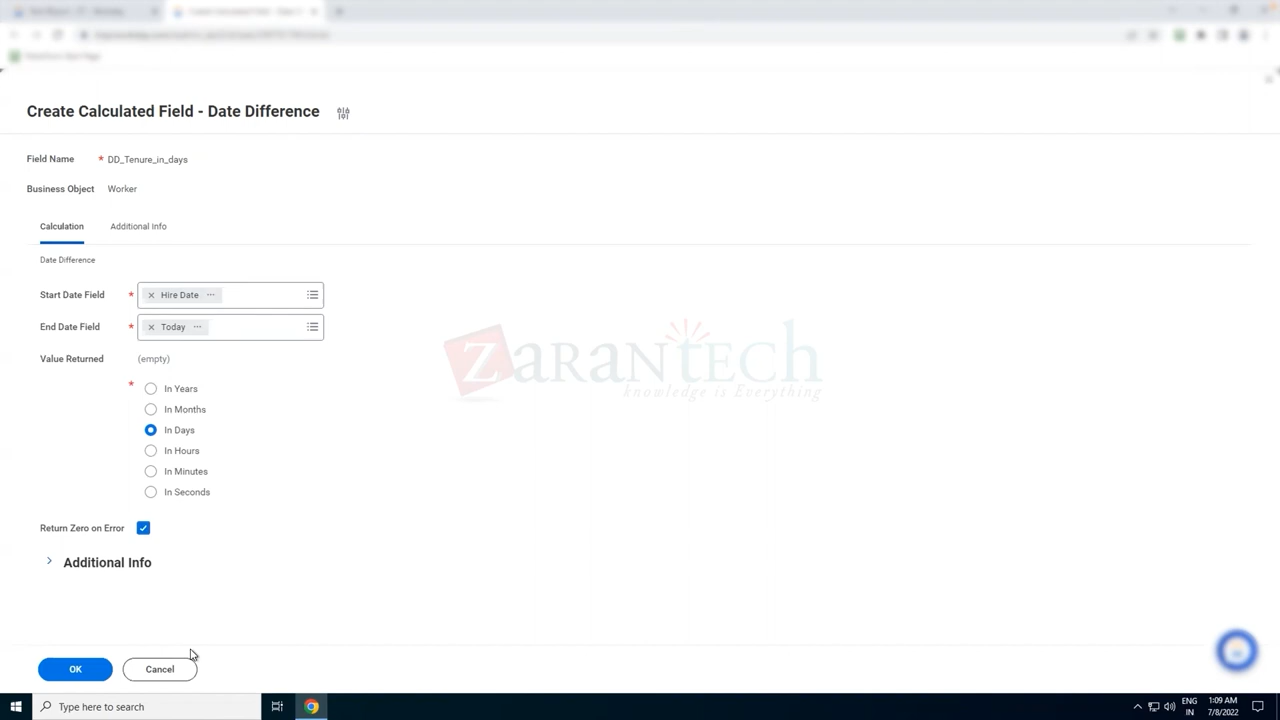 Create Calculated Field - Date Difference
Field Name * DD_Tenure_in_days
Business Object Worker
Calculation Additional Info
Date Difference
Start Date Field * × Hire Date ···
End Date Field * × Today ···
Value Returned (empty)
* In Years
In Months
In Days
In Hours
In Minutes
In Seconds
Return Zero on Error
Additional Info
ZARANTECH
knowledge is Everything
OK Cancel
Type here to search
ENG
IN
1:09 AM
7/8/2022